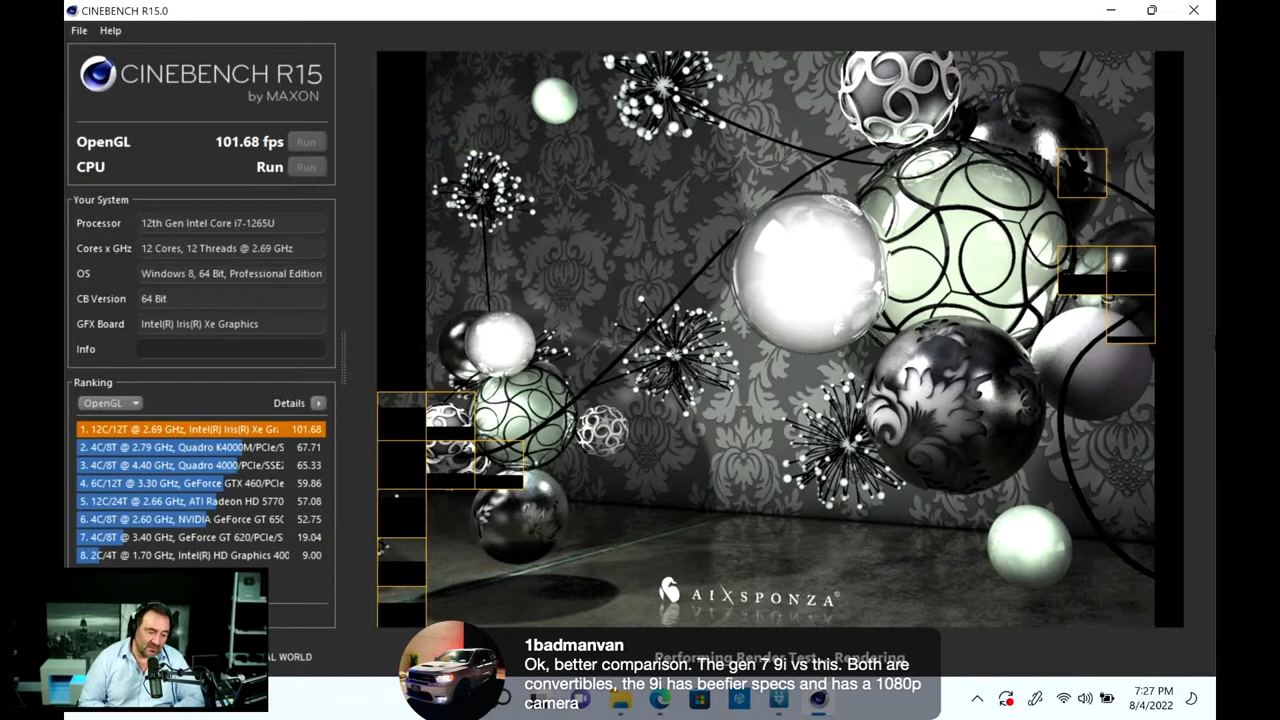 CINEBENCH R15.0
File Help
CINEBENCH R15
by MAXON
OpenGL 101.68 fps Run
CPU Run Run
Your System
Processor 12th Gen Intel Core i7-1265U
Cores x GHz 12 Cores, 12 Threads @ 2.69 GHz
OS Windows 8, 64 Bit, Professional Edition
CB Version 64 Bit
GFX Board Intel(R) Iris(R) Xe Graphics
Info
Ranking
OpenGL Details
1. 12C/12T @ 2.69 GHz, Intel(R) Iris(R) Xe Gra 101.68
2. 4C/8T @ 2.79 GHz, Quadro K4000M/PCIe/S 67.71
3. 4C/8T @ 4.40 GHz, Quadro 4000/PCIe/SSE2 65.33
4. 6C/12T @ 3.30 GHz, GeForce GTX 460/PCIe 59.86
5. 12C/24T @ 2.66 GHz, ATI Radeon HD 5770 57.08
6. 4C/8T @ 2.60 GHz, NVIDIA GeForce GT 650 52.75
7. 4C/8T @ 3.40 GHz, GeForce GT 620/PCIe/S 19.04
8. 2C/4T @ 1.70 GHz, Intel(R) HD Graphics 400 9.00
AIXSPONZA
AL WORLD
Performing Render Test... Rendering
1badmanvan
Ok, better comparison. The gen 7 9i vs this. Both are
convertibles, the 9i has beefier specs and has a 1080p
camera
7:27 PM
8/4/2022